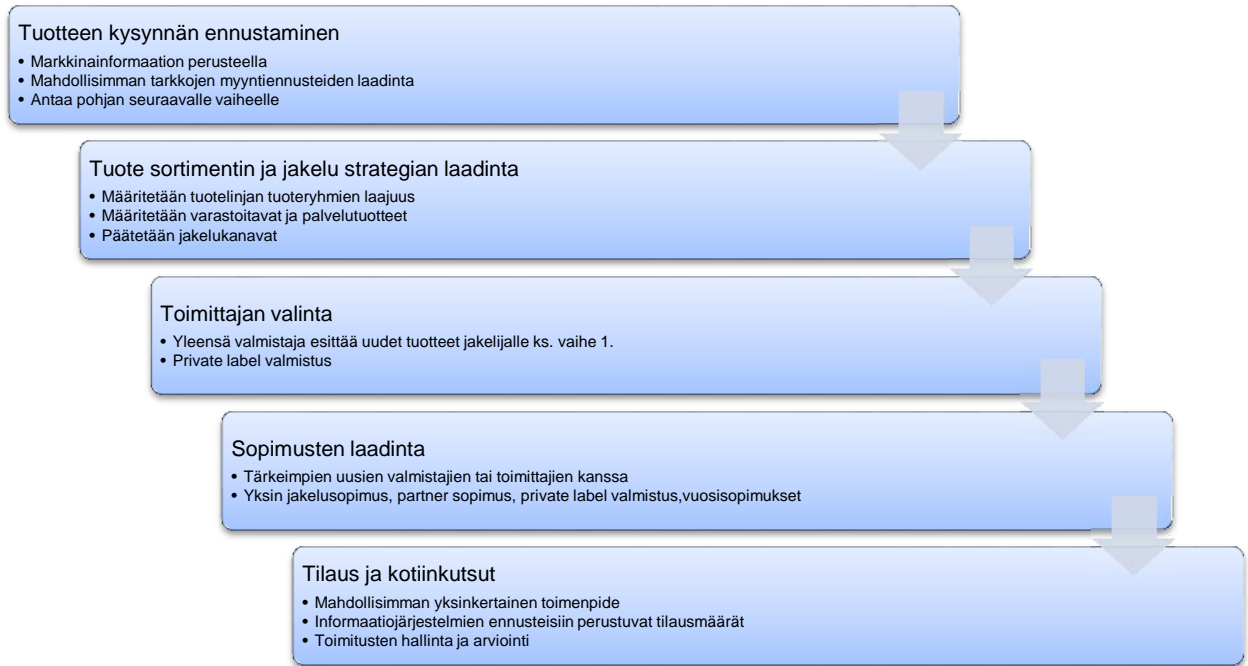 Tuotteen kysynnän ennustaminen
• Markkinainformaation perusteella
• Mahdollisimman tarkkojen myyntiennusteiden laadinta
• Antaa pohjan seuraavalle vaiheelle
Tuote sortimentin ja jakelu strategian laadinta
• Määritetään tuotelinjan tuoteryhmien laajuus
• Määritetään varastoitavat ja palvelutuotteet
• Päätetään jakelukanavat
Toimittajan valinta
• Yleensä valmistaja esittää uudet tuotteet jakelijalle ks. vaihe 1.
• Private label valmistus
Sopimusten laadinta
• Tärkeimpien uusien valmistajien tai toimittajien kanssa
• Yksin jakelusopimus, partner sopimus, private label valmistus,vuosisopimukset
Tilaus ja kotiinkutsut
• Mahdollisimman yksinkertainen toimenpide
• Informaatiojärjestelmien ennusteisiin perustuvat tilausmäärät
• Toimitusten hallinta ja arviointi